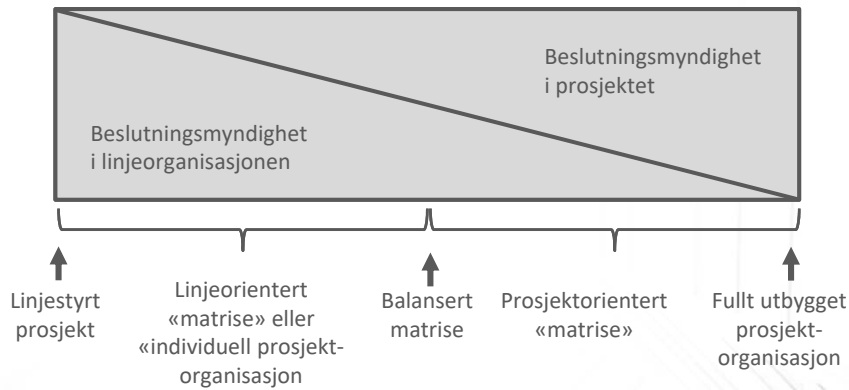 Beslutningsmyndighet
i prosjektet
Beslutningsmyndighet
i linjeorganisasjonen
Linjestyrt
prosjekt
Linjeorientert
«matrise» eller
«individuell prosjekt-
organisasjon
Balansert
matrise
Prosjektorientert
«matrise»
Fullt utbygget
prosjekt-
organisasjon